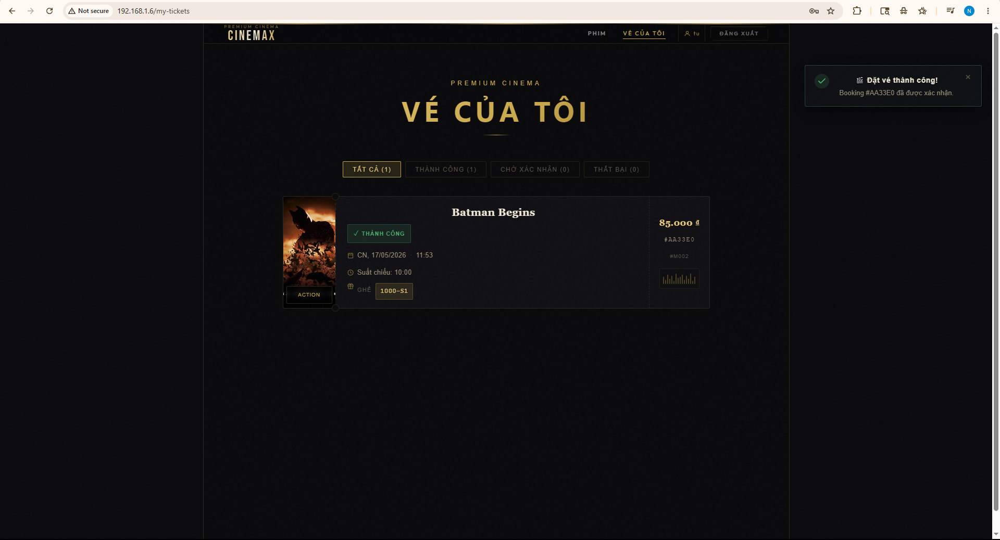 Not secure
192.168.1.6/my-tickets
N
PREMIUM CINEMA
CINEMAX
PHIM
VÉ CỦA TÔI
tu
ĐĂNG XUẤT
🎬 Đặt vé thành công!
Booking #AA33E0 đã được xác nhận.
PREMIUM CINEMA
VÉ CỦA TÔI
TẤT CẢ (1)
THÀNH CÔNG (1)
CHỜ XÁC NHẬN (0)
THẤT BẠI (0)
ACTION
Batman Begins
✓ THÀNH CÔNG
CN, 17/05/2026 · 11:53
Suất chiếu: 10:00
GHẾ
1000-S1
85.000 ₫
#AA33E0
#M002